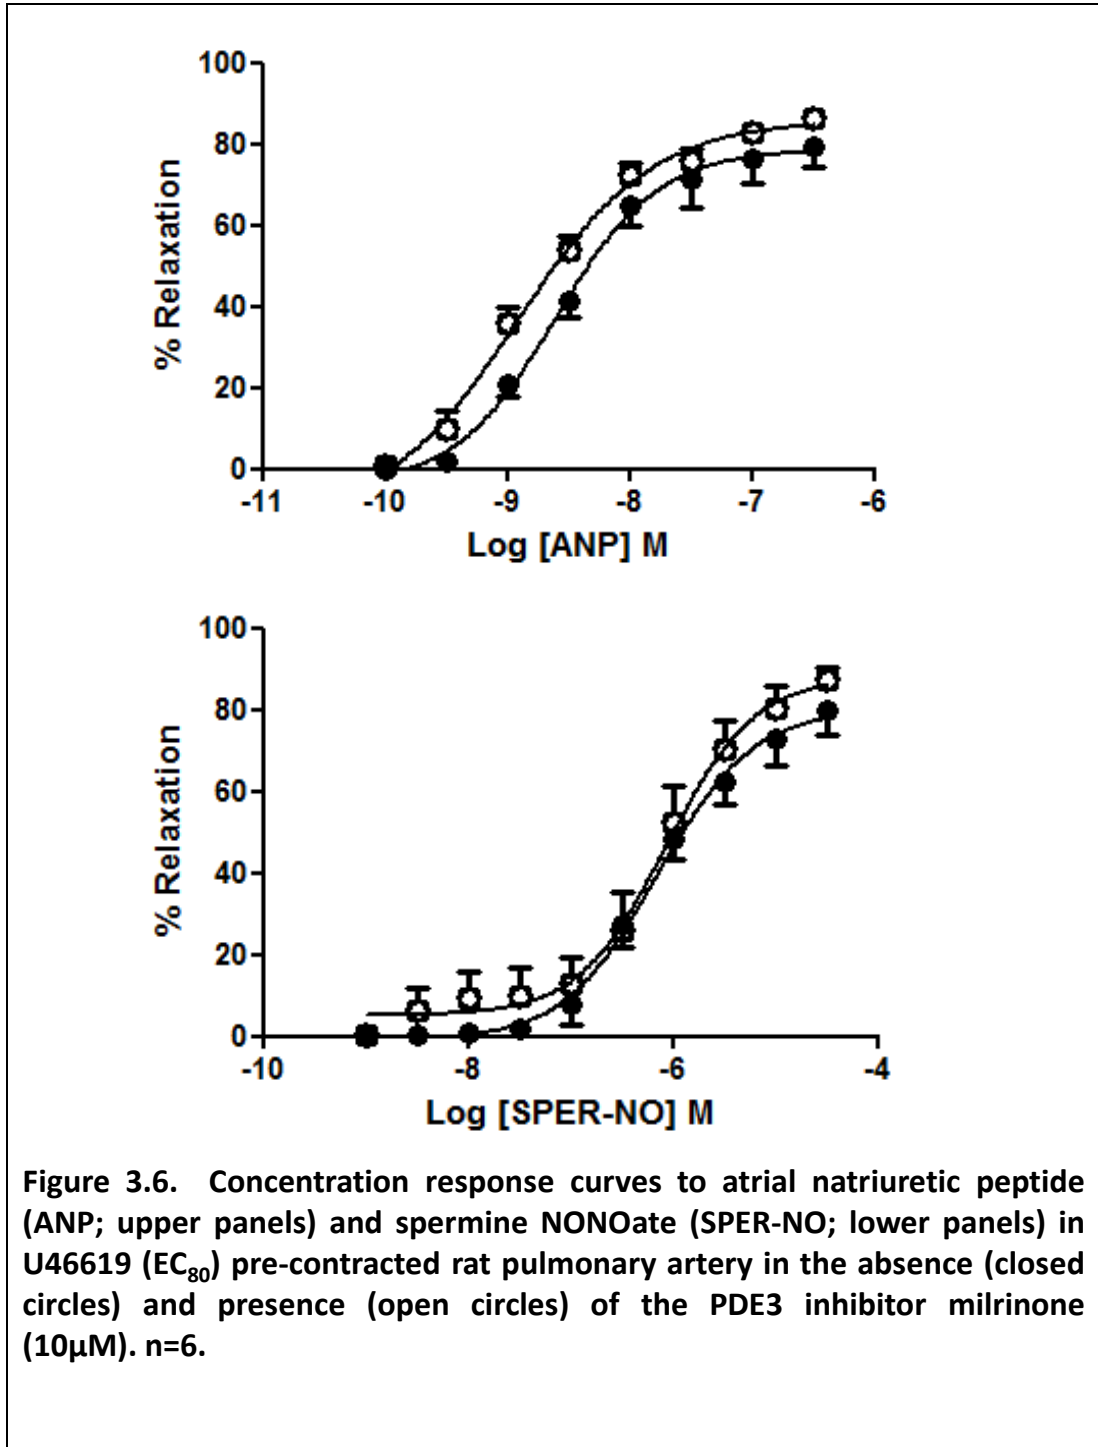 100
80
60
40
20
0
% Relaxation
-11 -10 -9 -8 -7 -6
Log [ANP] M
100
80
60
40
20
0
% Relaxation
-10 -8 -6 -4
Log [SPER-NO] M
Figure 3.6. Concentration response curves to atrial natriuretic peptide
(ANP; upper panels) and spermine NONOate (SPER-NO; lower panels) in
U46619 (EC₈₀) pre-contracted rat pulmonary artery in the absence (closed
circles) and presence (open circles) of the PDE3 inhibitor milrinone
(10µM). n=6.